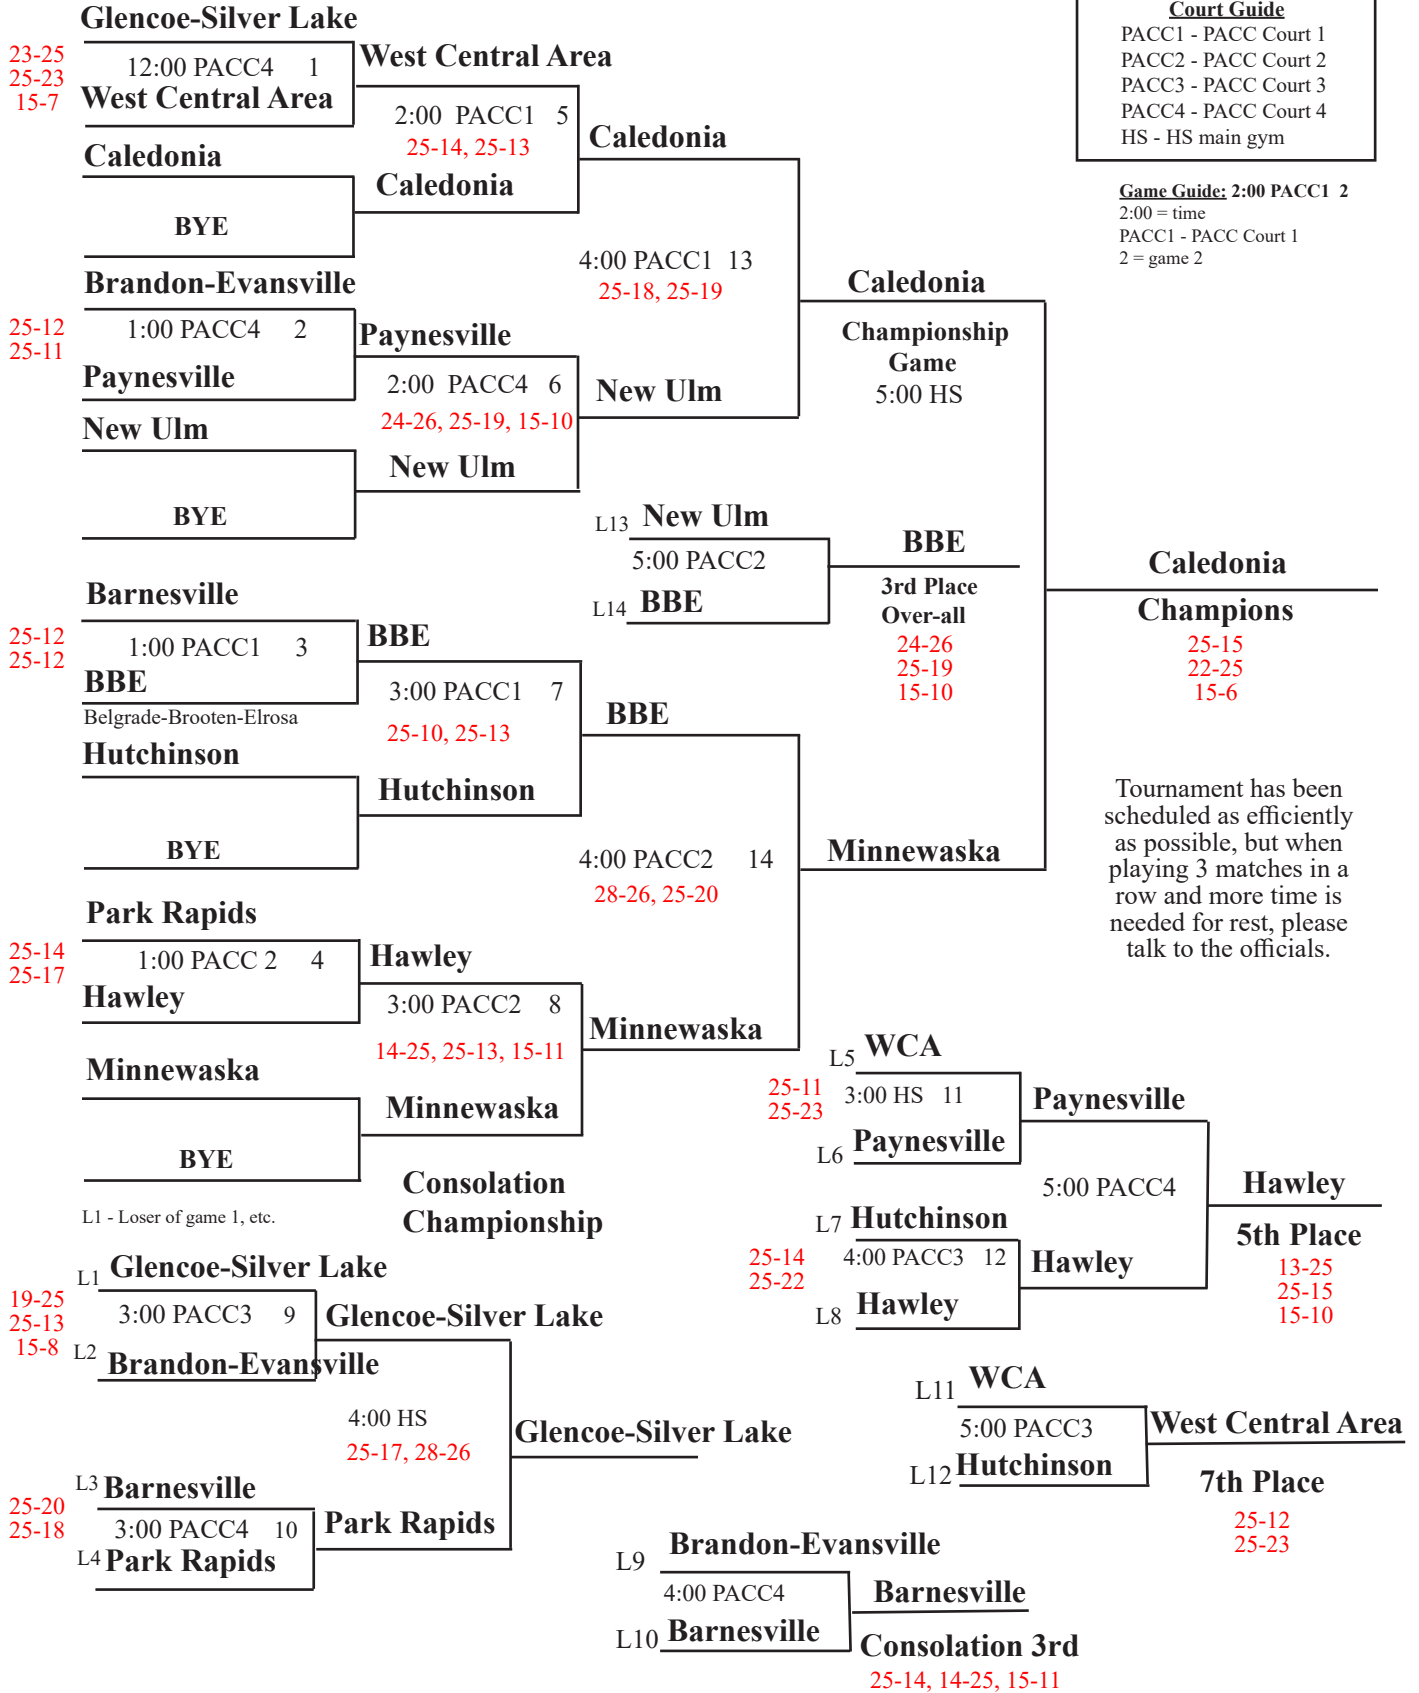 Glencoe-Silver Lake
23-25
25-23
15-7
12:00 PACC4 1
West Central Area
West Central Area
2:00 PACC1 5
25-14, 25-13
Caledonia
BYE
Caledonia
Caledonia
Brandon-Evansville
25-12
25-11
1:00 PACC4 2
Paynesville
Paynesville
2:00 PACC4 6
24-26, 25-19, 15-10
New Ulm
BYE
New Ulm
New Ulm
4:00 PACC1 13
25-18, 25-19
Caledonia
Championship
Game
5:00 HS
Court Guide
PACC1 - PACC Court 1
PACC2 - PACC Court 2
PACC3 - PACC Court 3
PACC4 - PACC Court 4
HS - HS main gym
Game Guide: 2:00 PACC1 2
2:00 = time
PACC1 - PACC Court 1
2 = game 2
L13 New Ulm
5:00 PACC2
L14 BBE
BBE
3rd Place
Over-all
24-26
25-19
15-10
Caledonia
Champions
25-15
22-25
15-6
Barnesville
25-12
25-12
1:00 PACC1 3
BBE
Belgrade-Brooten-Elrosa
BBE
3:00 PACC1 7
25-10, 25-13
Hutchinson
BYE
Hutchinson
BBE
4:00 PACC2 14
28-26, 25-20
Minnewaska
Tournament has been
scheduled as efficiently
as possible, but when
playing 3 matches in a
row and more time is
needed for rest, please
talk to the officials.
Park Rapids
25-14
25-17
1:00 PACC 2 4
Hawley
Hawley
3:00 PACC2 8
14-25, 25-13, 15-11
Minnewaska
BYE
Minnewaska
Minnewaska
L5 WCA
25-11
25-23
3:00 HS 11
L6 Paynesville
Paynesville
5:00 PACC4
L7 Hutchinson
25-14
25-22
4:00 PACC3 12
L8 Hawley
Hawley
Hawley
5th Place
13-25
25-15
15-10
L1 - Loser of game 1, etc.
Consolation
Championship
L1 Glencoe-Silver Lake
19-25
25-13
15-8
3:00 PACC3 9
L2 Brandon-Evansville
Glencoe-Silver Lake
4:00 HS
25-17, 28-26
Glencoe-Silver Lake
L3 Barnesville
25-20
25-18
3:00 PACC4 10
L4 Park Rapids
Park Rapids
L11 WCA
5:00 PACC3
L12 Hutchinson
West Central Area
7th Place
25-12
25-23
L9 Brandon-Evansville
4:00 PACC4
L10 Barnesville
Barnesville
Consolation 3rd
25-14, 14-25, 15-11